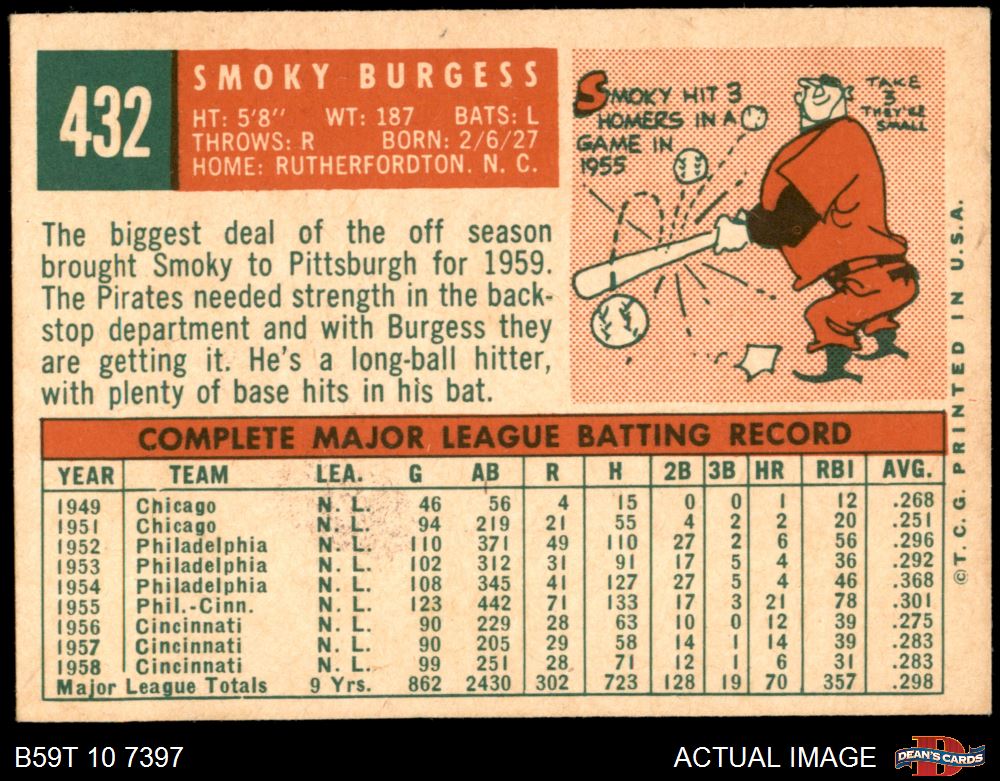 432
SMOKY BURGESS
HT: 5'8" WT: 187 BATS: L
THROWS: R BORN: 2/6/27
HOME: RUTHERFORDTON, N. C.
SMOKY HIT 3
HOMERS IN A
GAME IN
1955
TAKE
3
THEY'RE
SMALL
The biggest deal of the off season
brought Smoky to Pittsburgh for 1959.
The Pirates needed strength in the back-
stop department and with Burgess they
are getting it. He's a long-ball hitter,
with plenty of base hits in his bat.
COMPLETE MAJOR LEAGUE BATTING RECORD
YEAR TEAM LEA. G AB R H 2B 3B HR RBI AVG.
1949 Chicago N. L. 46 56 4 15 0 0 1 12 .268
1951 Chicago N. L. 94 219 21 55 4 2 2 20 .251
1952 Philadelphia N. L. 110 371 49 110 27 2 6 56 .296
1953 Philadelphia N. L. 102 312 31 91 17 5 4 36 .292
1954 Philadelphia N. L. 108 345 41 127 27 5 4 46 .368
1955 Phil.-Cinn. N. L. 123 442 71 133 17 3 21 78 .301
1956 Cincinnati N. L. 90 229 28 63 10 0 12 39 .275
1957 Cincinnati N. L. 90 205 29 58 14 1 14 39 .283
1958 Cincinnati N. L. 99 251 28 71 12 1 6 31 .283
Major League Totals 9 Yrs. 862 2430 302 723 128 19 70 357 .298
©T. C. G. PRINTED IN U.S.A.
B59T 10 7397
ACTUAL IMAGE
DEAN'S CARDS